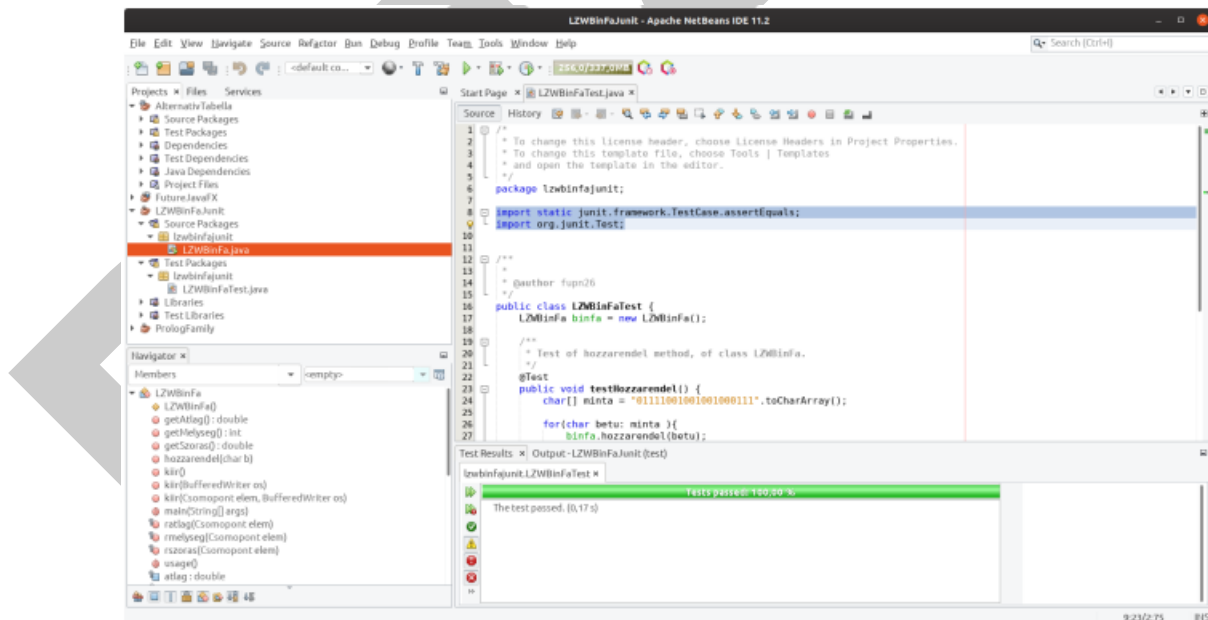 LZWBinFaJunit - Apache NetBeans IDE 11.2
File Edit View Navigate Source Refactor Run Debug Profile Team Tools Window Help
Search (Ctrl+I)
<default co...
256,0/337,0MB
Projects × Files Services
AlternativTabella
Source Packages
Test Packages
Dependencies
Test Dependencies
Java Dependencies
Project Files
FutureJavaFX
LZWBinFaJunit
Source Packages
lzwbinfajunit
LZWBinFa.java
Test Packages
lzwbinfajunit
LZWBinFaTest.java
Libraries
Test Libraries
PrologFamily
Navigator ×
Members <empty>
LZWBinFa
LZWBinFa()
getAtlag() : double
getMelyseg() : int
getSzoras() : double
hozzarendel(char b)
kiir()
kiir(BufferedWriter os)
kiir(Csomopont elem, BufferedWriter os)
main(String[] args)
ratlag(Csomopont elem)
rmelyseg(Csomopont elem)
rszoras(Csomopont elem)
usage()
atlag : double
Start Page × LZWBinFaTest.java ×
Source History
1 /*
2 * To change this license header, choose License Headers in Project Properties.
3 * To change this template file, choose Tools | Templates
4 * and open the template in the editor.
5 */
6 package lzwbinfajunit;
7
8 import static junit.framework.TestCase.assertEquals;
import org.junit.Test;
10
11
12 /**
13 *
14 * @author fupn26
15 */
16 public class LZWBinFaTest {
17 LZWBinFa binfa = new LZWBinFa();
18
19 /**
20 * Test of hozzarendel method, of class LZWBinFa.
21 */
22 @Test
23 public void testHozzarendel() {
24 char[] minta = "01111001001001000111".toCharArray();
25
26 for(char betu: minta ){
27 binfa.hozzarendel(betu);
Test Results × Output - LZWBinFaJunit (test)
lzwbinfajunit.LZWBinFaTest ×
Tests passed: 100,00 %
The test passed. (0,17 s)
9:23/2:75 INS